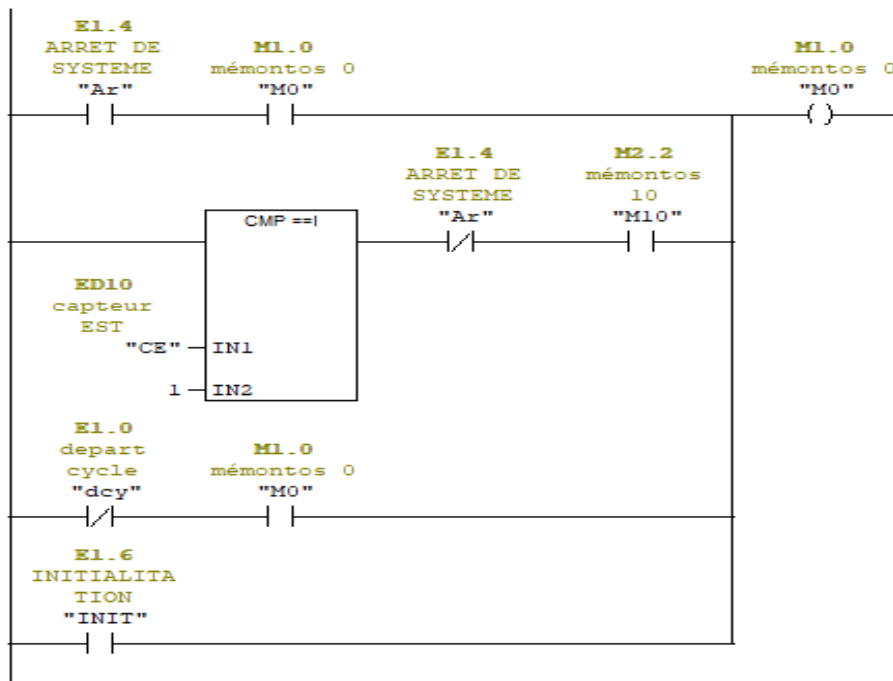 E1.4
ARRET DE
SYSTEME
"Ar"
M1.0
mémontos 0
"M0"
M1.0
mémontos 0
"M0"
E1.4
ARRET DE
SYSTEME
"Ar"
M2.2
mémontos
10
"M10"
CMP ==I
ED10
capteur
EST
"CE"
IN1
1
IN2
E1.0
depart
cycle
"dcy"
M1.0
mémontos 0
"M0"
E1.6
INITIALITA
TION
"INIT"